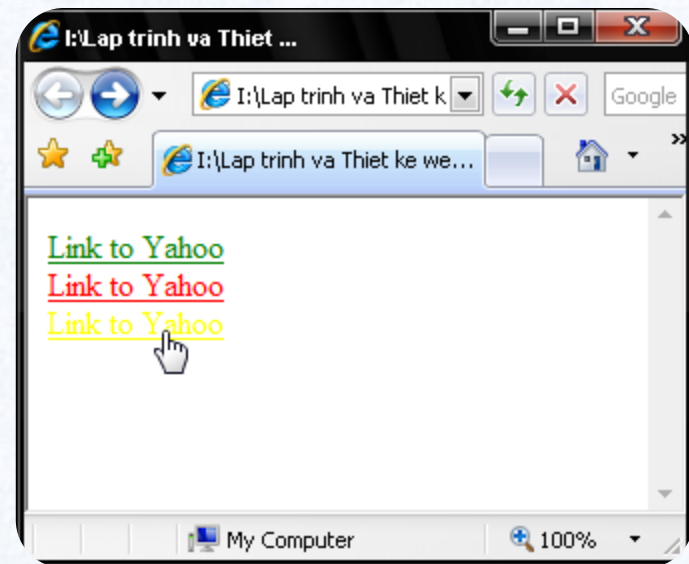 I:\Lap trinh va Thiet ...
I:\Lap trinh va Thiet k
Google
I:\Lap trinh va Thiet ke we...
»
Link to Yahoo
Link to Yahoo
Link to Yahoo
My Computer
100%